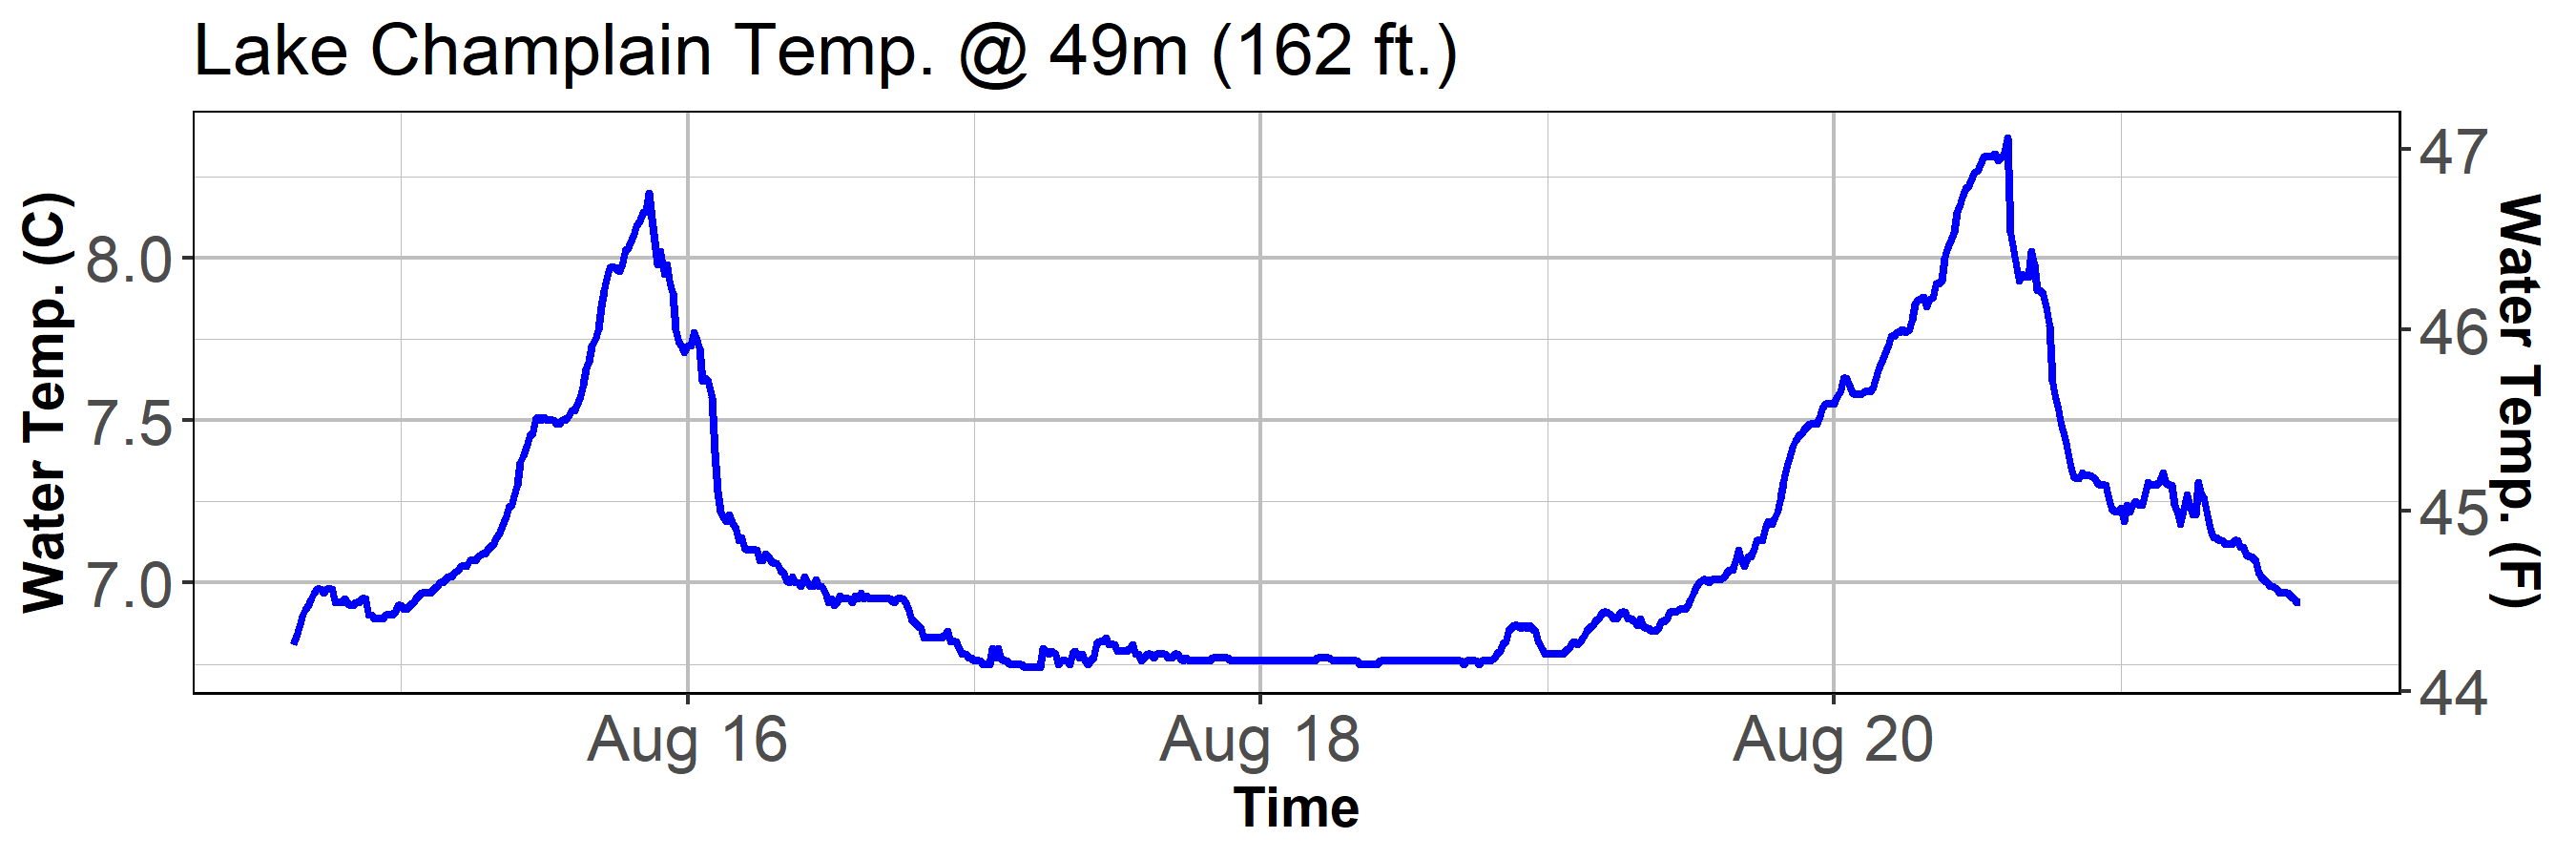 Lake Champlain Temp. @ 49m (162 ft.)
Water Temp. (C)
8.0
7.5
7.0
47
46
45
44
Water Temp. (F)
Aug 16 Aug 18 Aug 20
Time